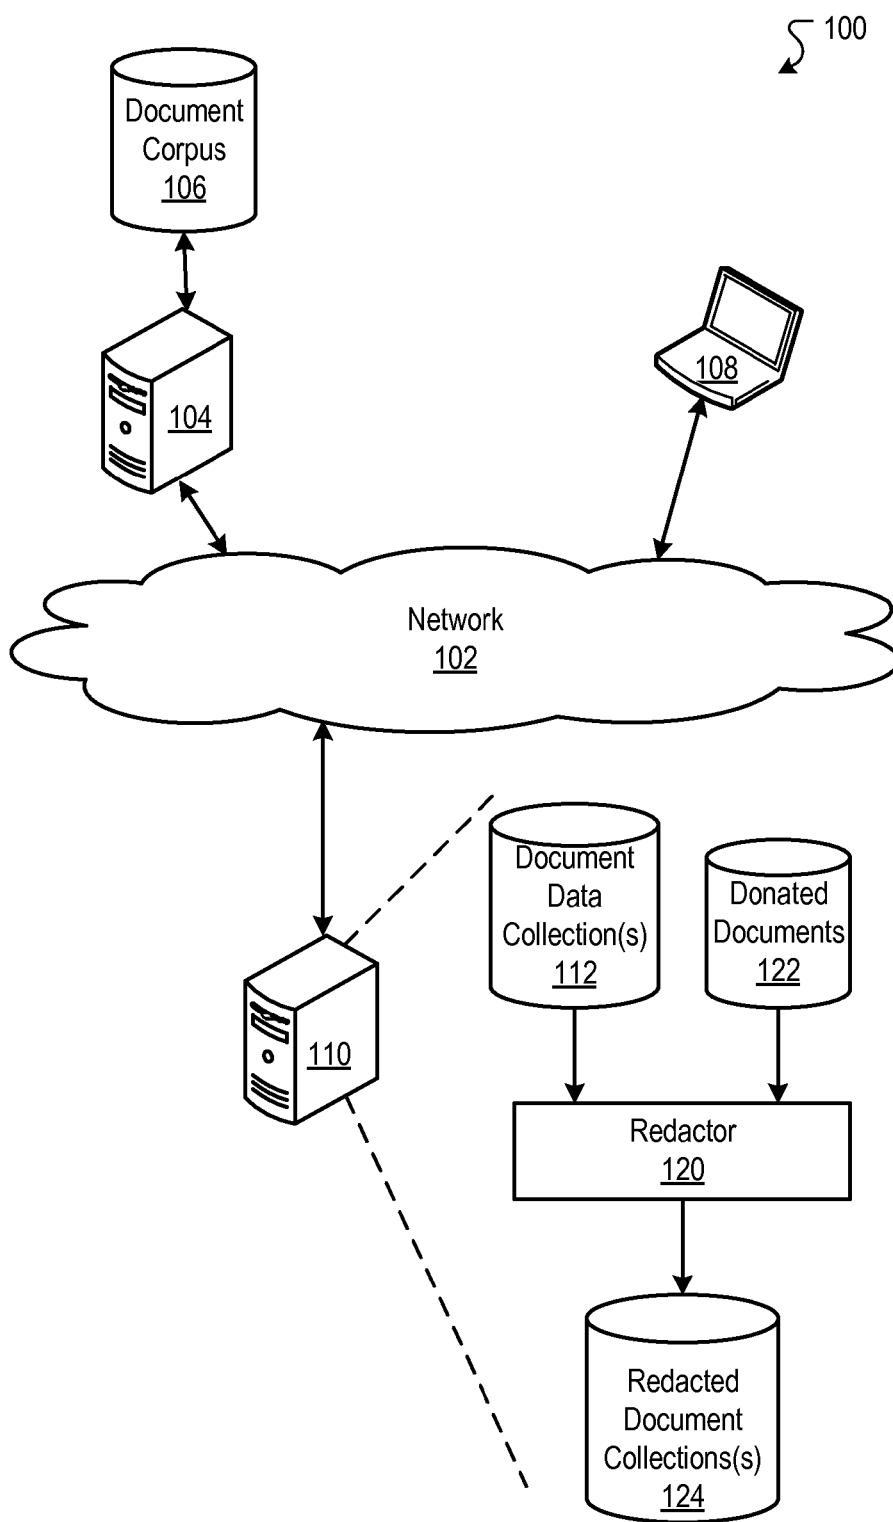 100
Document
Corpus
106
104
108
Network
102
Document
Data
Collection(s)
112
Donated
Documents
122
110
Redactor
120
Redacted
Document
Collections(s)
124